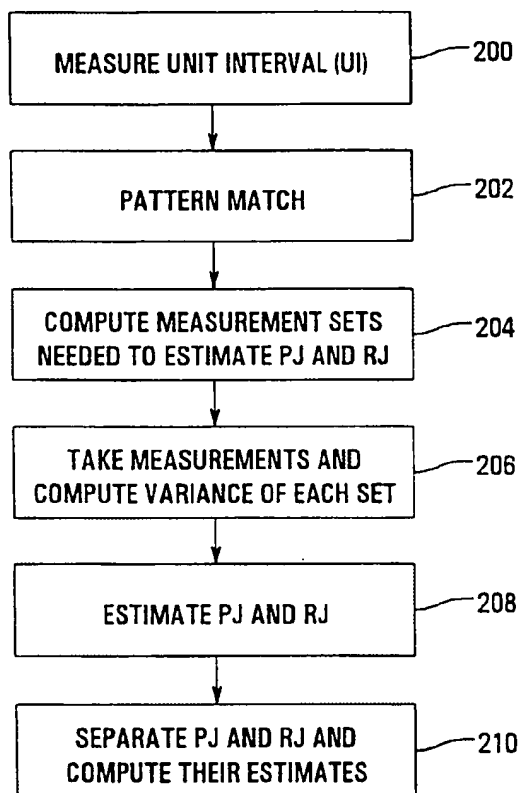 MEASURE UNIT INTERVAL (UI)
200
PATTERN MATCH
202
COMPUTE MEASUREMENT SETS
NEEDED TO ESTIMATE PJ AND RJ
204
TAKE MEASUREMENTS AND
COMPUTE VARIANCE OF EACH SET
206
ESTIMATE PJ AND RJ
208
SEPARATE PJ AND RJ AND
COMPUTE THEIR ESTIMATES
210